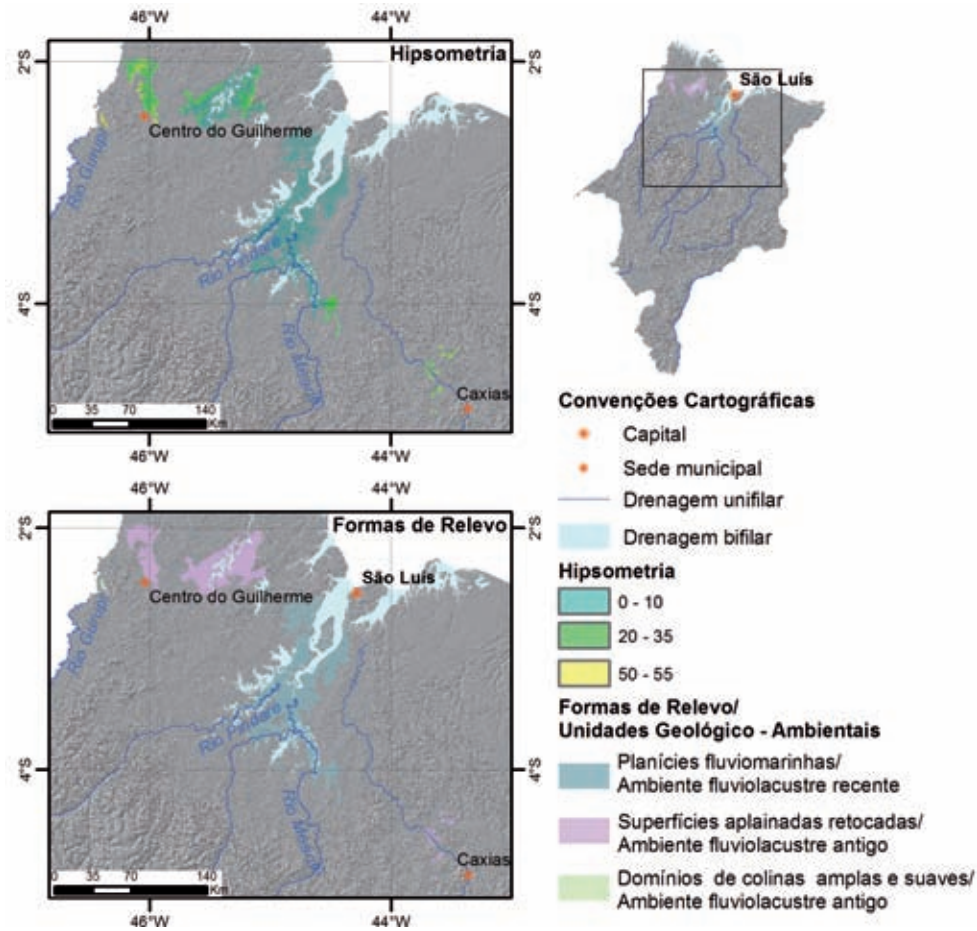 46°W
44°W
Hipsometria
2°S
2°S
São Luís
Centro do Guilherme
Rio Gurupi
Rio Pindaré
4°S
4°S
Rio Mearim
Caxias
0 35 70 140
Km
46°W
44°W
Convenções Cartográficas
Capital
Sede municipal
Drenagem unifilar
Drenagem bifilar
Hipsometria
0 - 10
20 - 35
50 - 55
Formas de Relevo/
Unidades Geológico - Ambientais
Planícies fluviomarinhas/
Ambiente fluviolacustre recente
Superfícies aplainadas retocadas/
Ambiente fluviolacustre antigo
Domínios de colinas amplas e suaves/
Ambiente fluviolacustre antigo
46°W
44°W
Formas de Relevo
2°S
2°S
São Luís
Centro do Guilherme
Rio Gurupi
Rio Pindaré
4°S
4°S
Rio Mearim
Caxias
0 35 70 140
Km
46°W
44°W